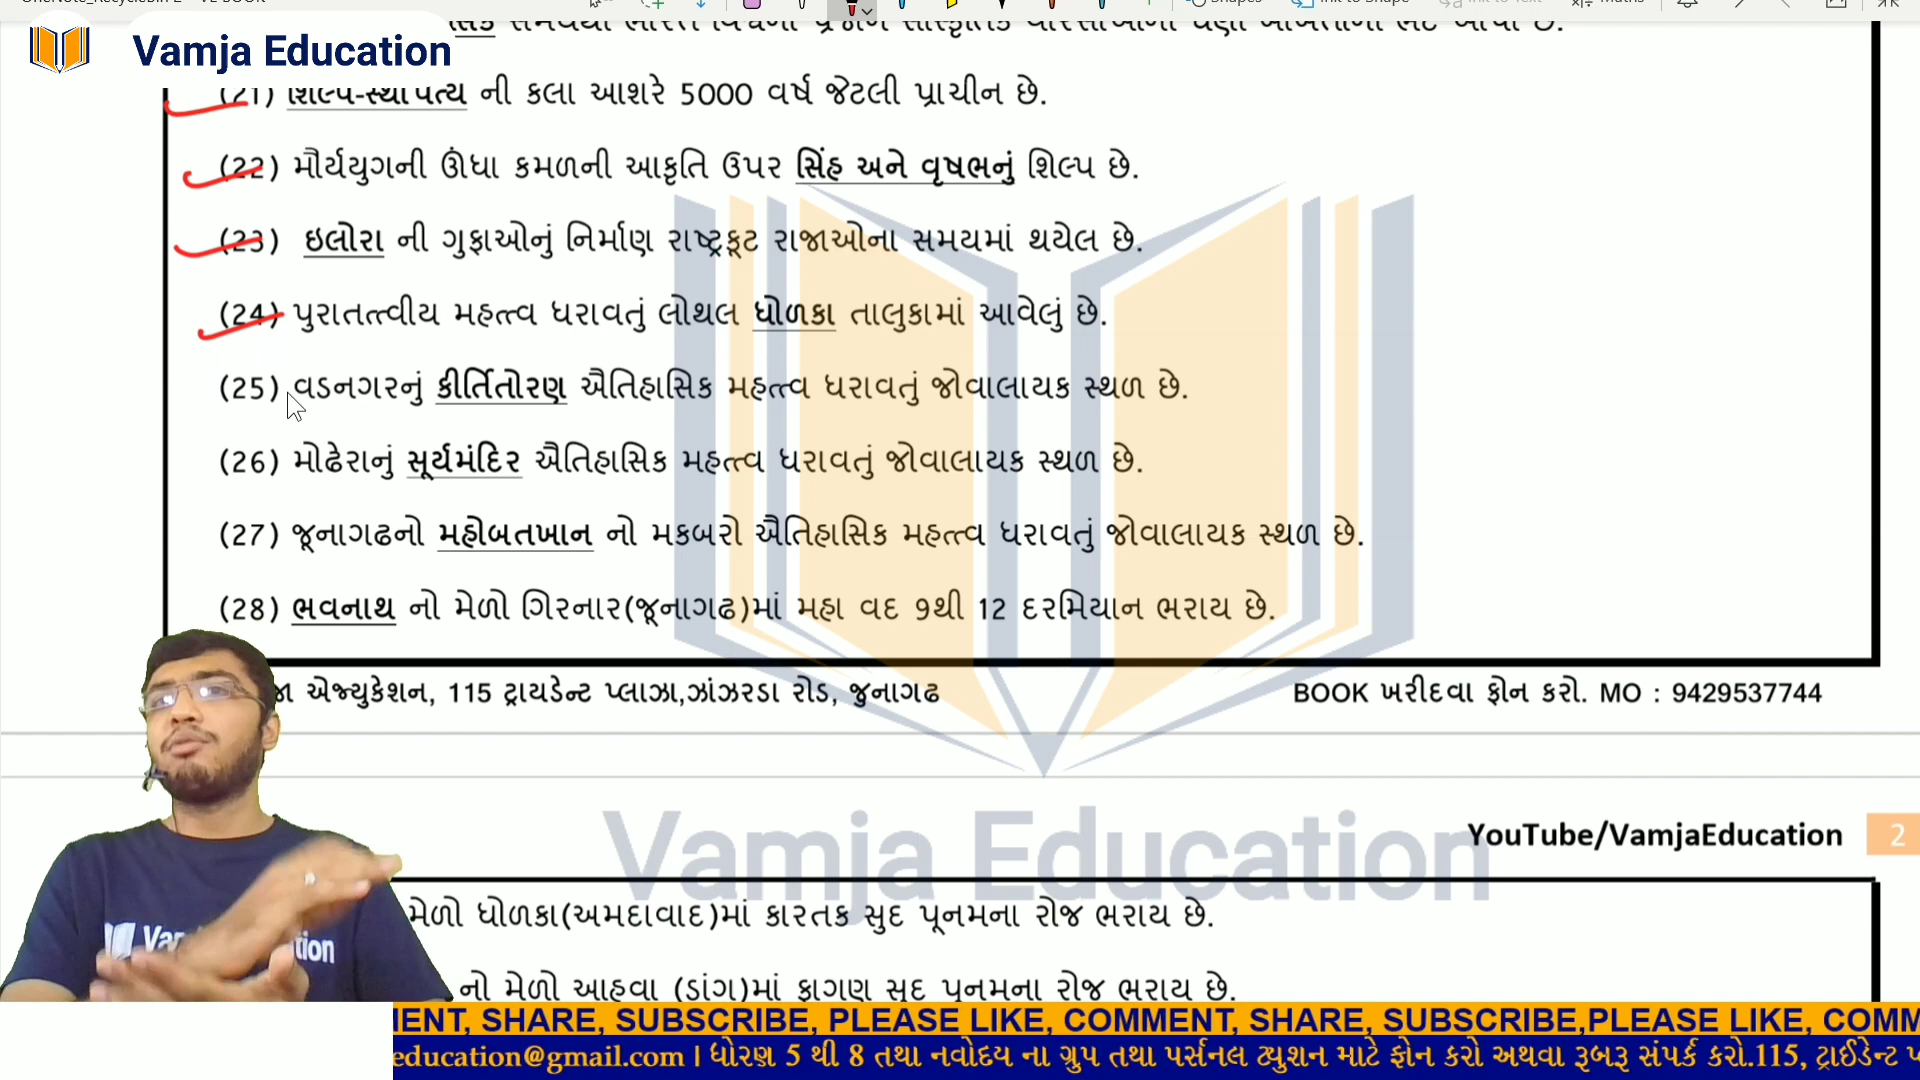 Vamja Education
(21) શિલ્પ-સ્થાપત્ય ની કલા આશરે 5000 વર્ષ જેટલી પ્રાચીન છે.
(22) મૌર્યયુગની ઊંધા કમળની આકૃતિ ઉપર સિંહ અને વૃષભનું શિલ્પ છે.
(23) ઇલોરા ની ગુફાઓનું નિર્માણ રાષ્ટ્રકૂટ રાજાઓના સમયમાં થયેલ છે.
(24) પુરાતત્ત્વીય મહત્ત્વ ધરાવતું લોથલ ધોળકા તાલુકામાં આવેલું છે.
(25) વડનગરનું કીર્તિતોરણ ઐતિહાસિક મહત્ત્વ ધરાવતું જોવાલાયક સ્થળ છે.
(26) મોઢેરાનું સૂર્યમંદિર ઐતિહાસિક મહત્ત્વ ધરાવતું જોવાલાયક સ્થળ છે.
(27) જૂનાગઢનો મહોબતખાન નો મકબરો ઐતિહાસિક મહત્ત્વ ધરાવતું જોવાલાયક સ્થળ છે.
(28) ભવનાથ નો મેળો ગિરનાર(જૂનાગઢ)માં મહા વદ 9થી 12 દરમિયાન ભરાય છે.
એજ્યુકેશન, 115 ટ્રાયડેન્ટ પ્લાઝા,ઝાંઝરડા રોડ, જુનાગઢ
BOOK ખરીદવા ફોન કરો. MO : 9429537744
Vamja Education
YouTube/VamjaEducation 2
મેળો ધોળકા(અમદાવાદ)માં કારતક સુદ પૂનમના રોજ ભરાય છે.
નો મેળો આહવા (ડાંગ)માં ફાગણ સુદ પૂનમના રોજ ભરાય છે.
SHARE, SUBSCRIBE, PLEASE LIKE, COMMENT, SHARE, SUBSCRIBE,PLEASE LIKE,
education@gmail.com | ધોરણ 5 થી 8 તથા નવોદય ના ગ્રુપ તથા પર્સનલ ટ્યુશન માટે ફોન કરો અથવા રૂબરૂ સંપર્ક કરો.115, ટ્રાઈડેન્ટ